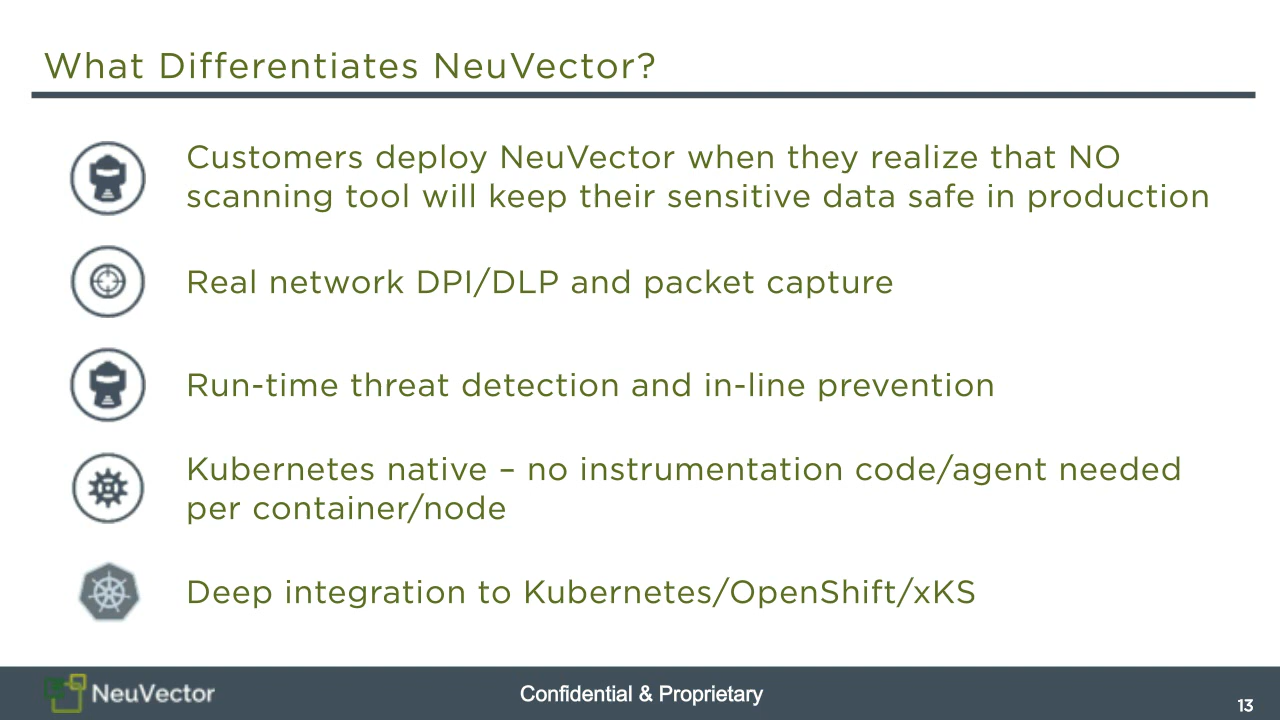 What Differentiates NeuVector?
Customers deploy NeuVector when they realize that NO
scanning tool will keep their sensitive data safe in production
Real network DPI/DLP and packet capture
Run-time threat detection and in-line prevention
Kubernetes native – no instrumentation code/agent needed
per container/node
Deep integration to Kubernetes/OpenShift/xKS
NeuVector
Confidential & Proprietary
13